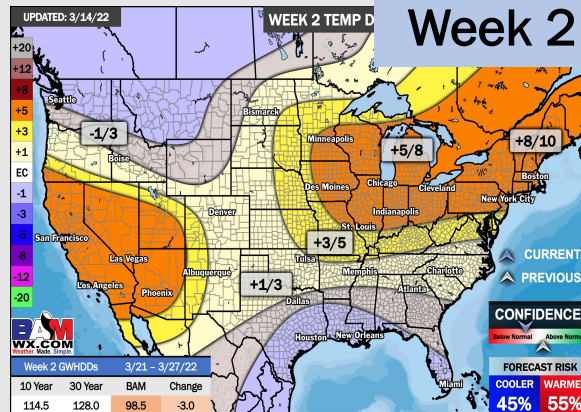 UPDATED: 3/14/22
WEEK 2 TEMP D
Week 2
+20
+12
+8
+5
+3
+1
EC
-1
-3
-5
-8
-12
-20
Seattle
-1/3
Boise
Bismarck
Minneapolis
+5/8
+8/10
Boston
Des Moines
Chicago
Cleveland
New York City
Indianapolis
Denver
St. Louis
San Francisco
+3/5
Las Vegas
Tulsa
Los Angeles
Albuquerque
Memphis
Charlotte
Phoenix
+1/3
Atlanta
Dallas
Houston
New Orleans
Miami
CURRENT
PREVIOUS
CONFIDENCE
Below Normal
Above Norma
FORECAST RISK
COOLER
WARME
45%
55%
BAM
WX.COM
Weather. Made. Simple.
Week 2 GWHDDs
3/21 – 3/27/22
10 Year
30 Year
BAM
Change
114.5
128.0
98.5
-3.0